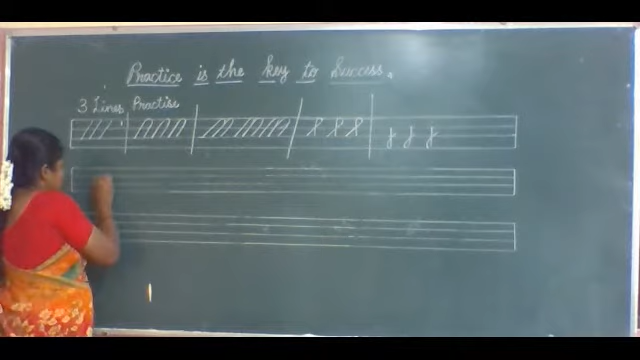 Practice is the key to Success.
3 Lines Practise